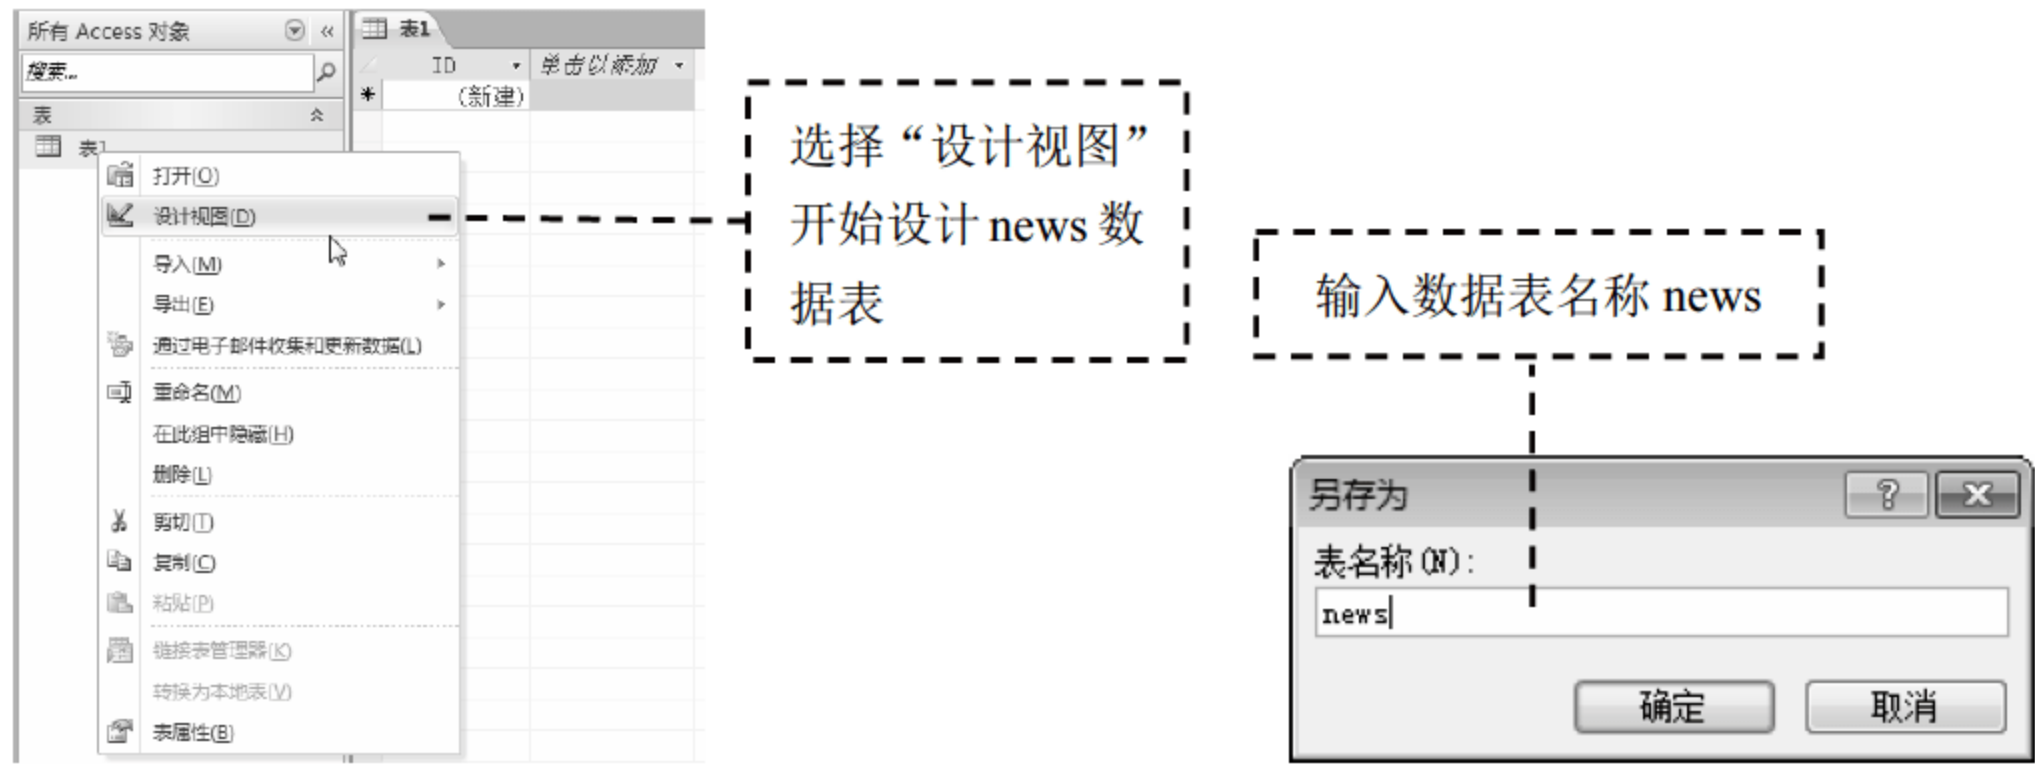 所有 Access 对象
搜索...
表
表1
打开(O)
设计视图(D)
导入(M)
导出(E)
通过电子邮件收集和更新数据(L)
重命名(M)
在此组中隐藏(H)
删除(L)
剪切(T)
复制(C)
粘贴(P)
链接表管理器(K)
转换为本地表(V)
表属性(B)
表1
ID 单击以添加
* (新建)
选择“设计视图”
开始设计 news 数
据表
输入数据表名称 news
另存为
表名称(N):
news
确定 取消